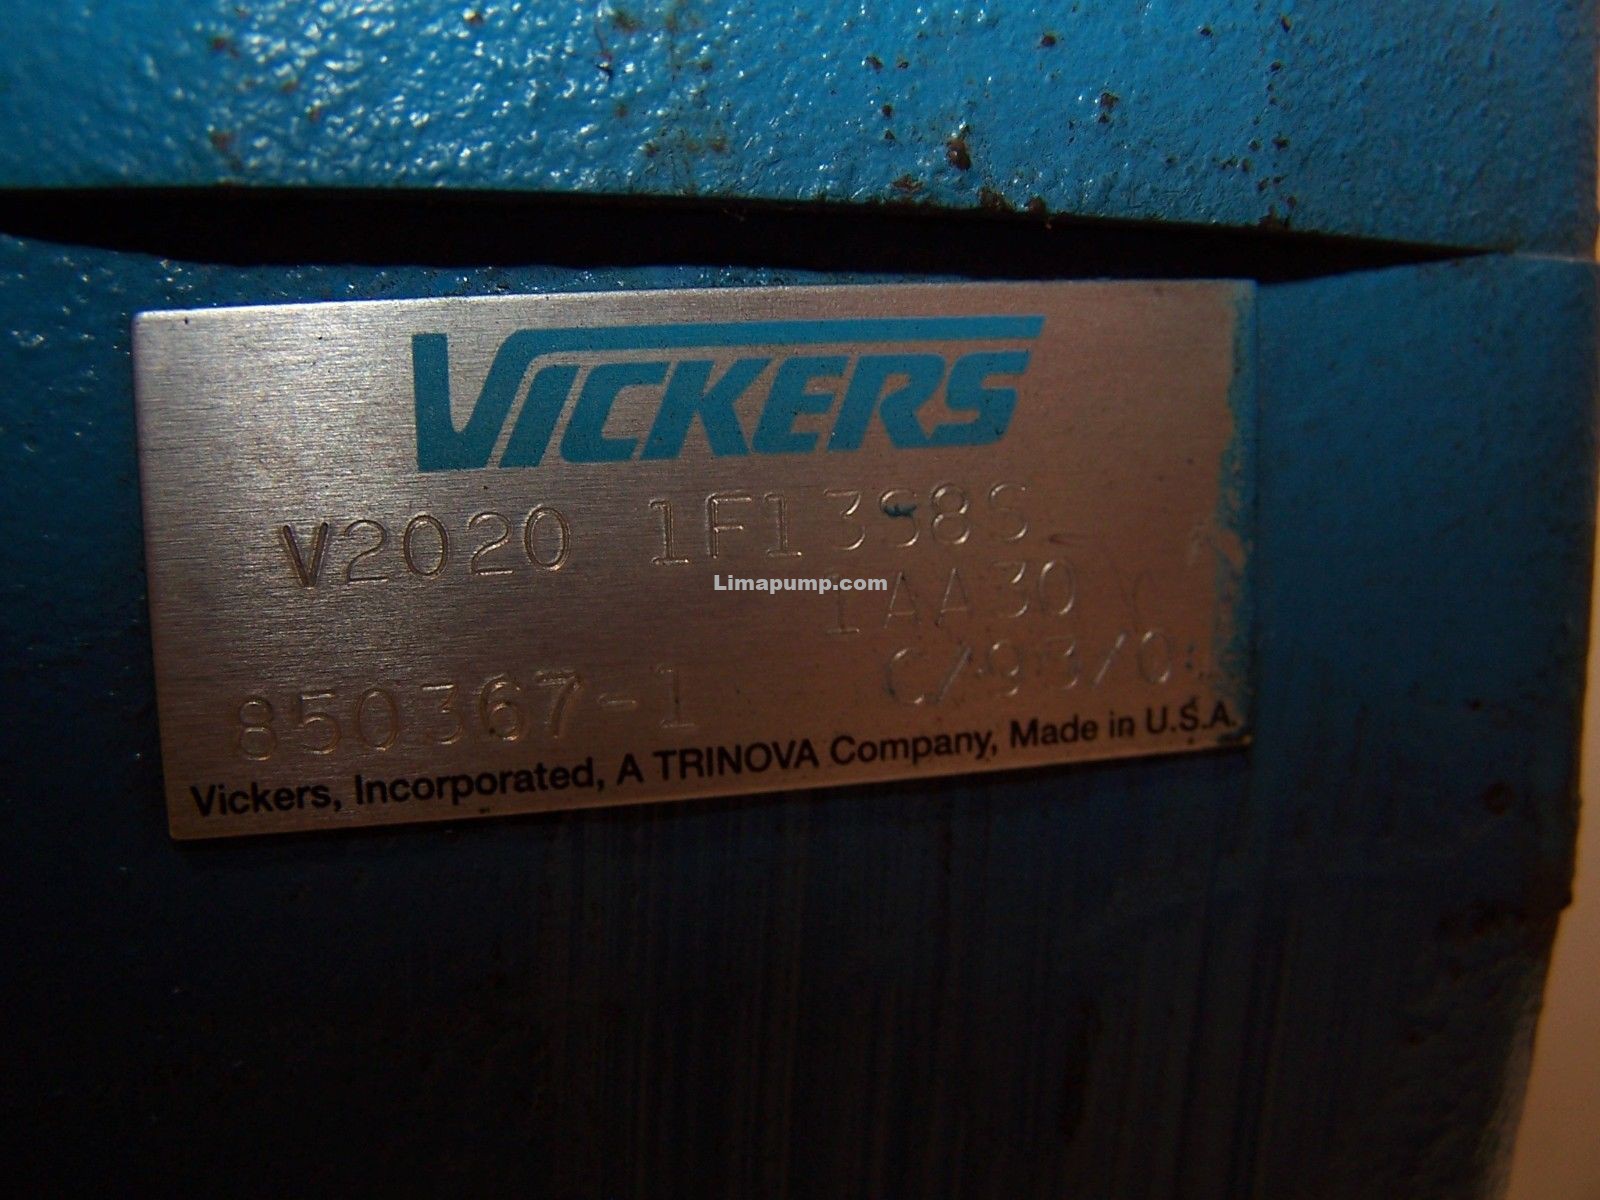 VICKERS
V2020 1F13S8S
Limapump.com
1AA30
850367-1
Vickers, Incorporated, A TRINOVA Company, Made in U.S.A.